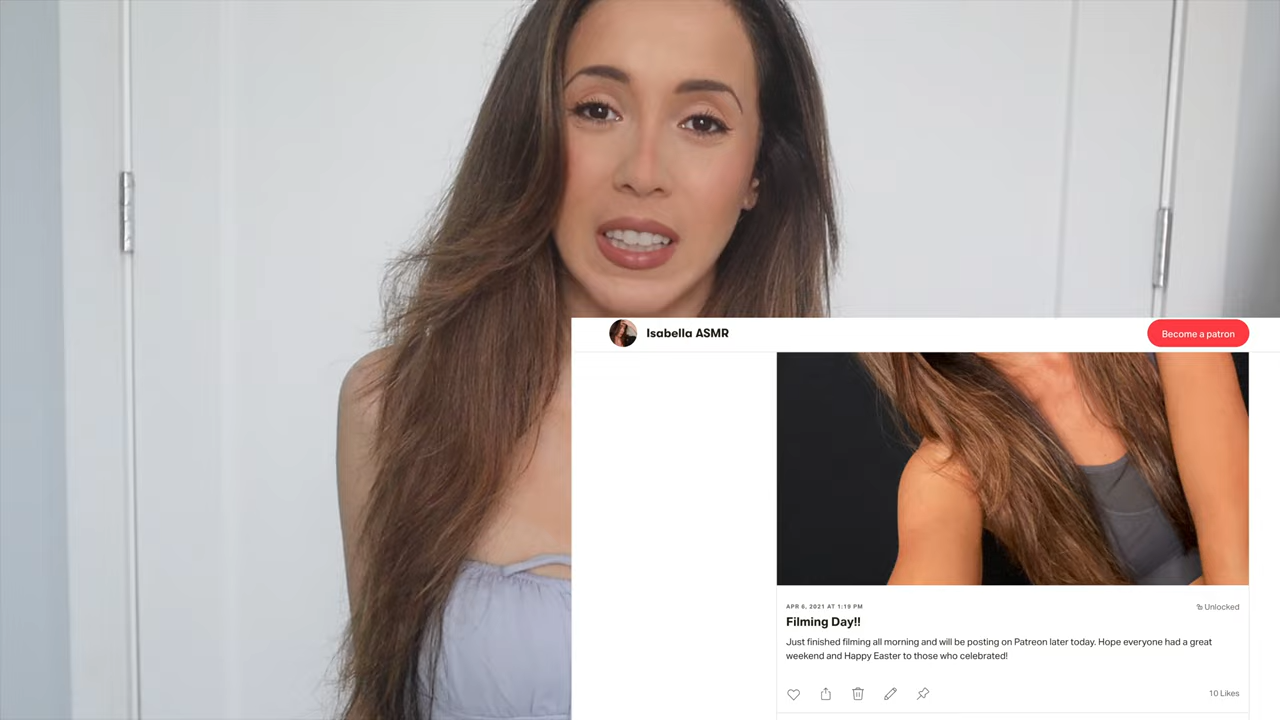 Isabella ASMR
Become a patron
APR 6, 2021 AT 1:19 PM
Unlocked
Filming Day!!
Just finished filming all morning and will be posting on Patreon later today. Hope everyone had a great
weekend and Happy Easter to those who celebrated!
10 Likes